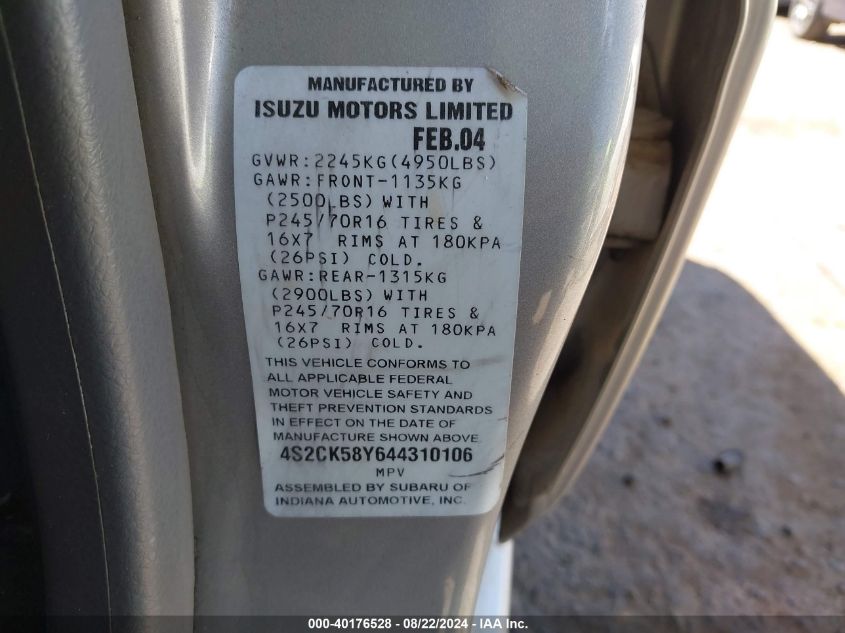 MANUFACTURED BY
ISUZU MOTORS LIMITED
FEB.04
GVWR:2245KG(4950LBS)
GAWR:FRONT-1135KG
(2500LBS) WITH
P245/70R16 TIRES &
16X7 RIMS AT 180KPA
(26PSI) COLD.
GAWR:REAR-1315KG
(2900LBS) WITH
P245/70R16 TIRES &
16X7 RIMS AT 180KPA
(26PSI) COLD.
THIS VEHICLE CONFORMS TO
ALL APPLICABLE FEDERAL
MOTOR VEHICLE SAFETY AND
THEFT PREVENTION STANDARDS
IN EFFECT ON THE DATE OF
MANUFACTURE SHOWN ABOVE
4S2CK58Y644310106
MPV
ASSEMBLED BY SUBARU OF
INDIANA AUTOMOTIVE, INC.
000-40176528 - 08/22/2024 - IAA Inc.